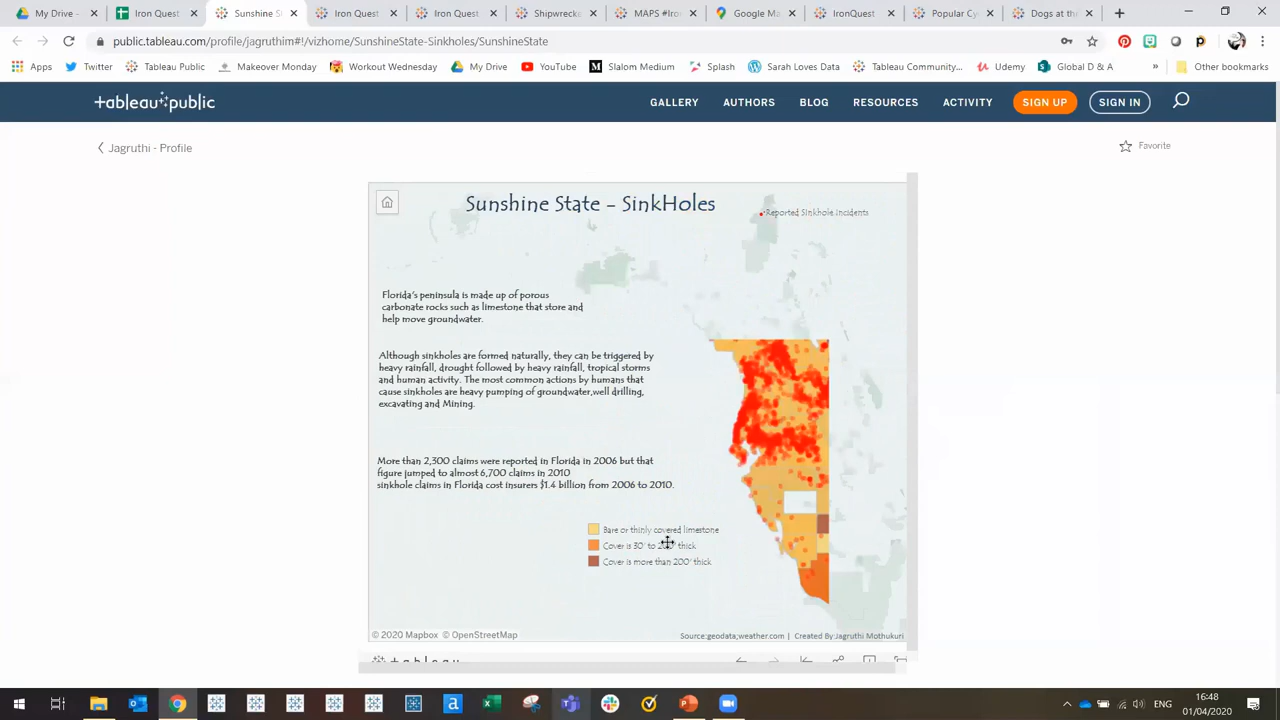 My Drive -
Iron Quest
Sunshine S
Iron Quest
Iron Quest
Shipwrecke
MAPS #Iron
Google Ma
IronQuest
Popular Cy
Dogs at th
public.tableau.com/profile/jagruthim#!/vizhome/SunshineState-Sinkholes/SunshineState
Apps
Twitter
Tableau Public
Makeover Monday
Workout Wednesday
My Drive
YouTube
Slalom Medium
Splash
Sarah Loves Data
Tableau Community...
Udemy
Global D & A
»
Other bookmarks
tableau public
GALLERY
AUTHORS
BLOG
RESOURCES
ACTIVITY
SIGN UP
SIGN IN
Jagruthi - Profile
Favorite
Sunshine State - SinkHoles
Reported Sinkhole Incidents
Florida's peninsula is made up of porous
carbonate rocks such as limestone that store and
help move groundwater.
Although sinkholes are formed naturally, they can be triggered by
heavy rainfall, drought followed by heavy rainfall, tropical storms
and human activity. The most common actions by humans that
cause sinkholes are heavy pumping of groundwater,well drilling,
excavating and Mining.
More than 2,300 claims were reported in Florida in 2006 but that
figure jumped to almost 6,700 claims in 2010
sinkhole claims in Florida cost insurers $1.4 billion from 2006 to 2010.
Bare or thinly covered limestone
Cover is 30' to thick
Cover is more than 200' thick
© 2020 Mapbox © OpenStreetMap
Source:geodata;weather.com | Created By:Jagruthi Mothukuri
tableau
ENG
16:48
01/04/2020